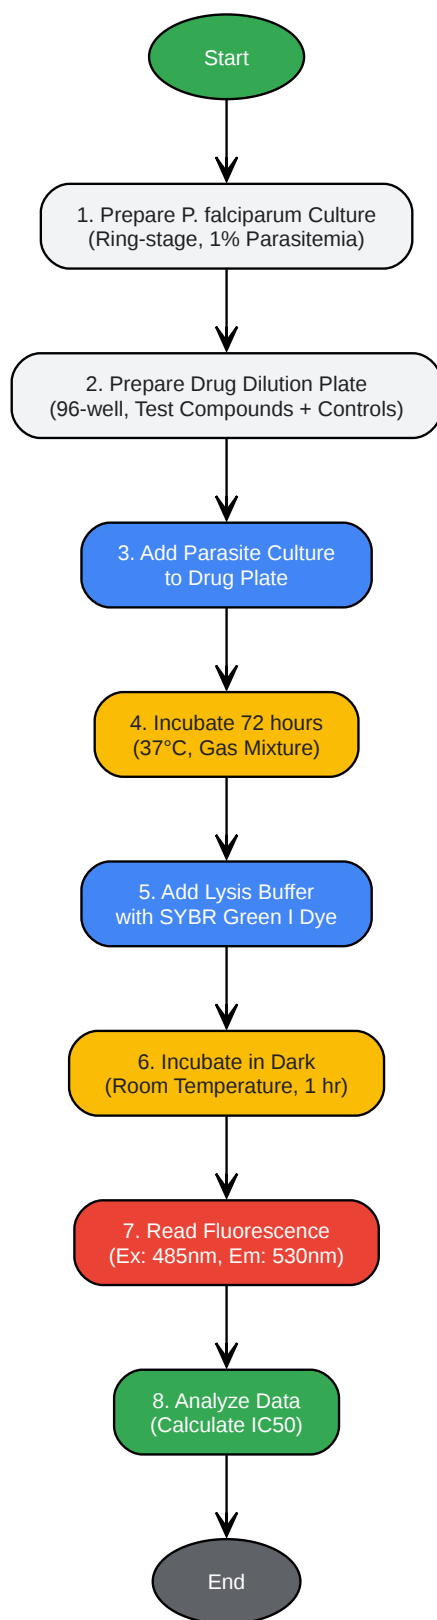 Start
1. Prepare P. falciparum Culture
(Ring-stage, 1% Parasitemia)
2. Prepare Drug Dilution Plate
(96-well, Test Compounds + Controls)
3. Add Parasite Culture
to Drug Plate
4. Incubate 72 hours
(37°C, Gas Mixture)
5. Add Lysis Buffer
with SYBR Green I Dye
6. Incubate in Dark
(Room Temperature, 1 hr)
7. Read Fluorescence
(Ex: 485nm, Em: 530nm)
8. Analyze Data
(Calculate IC50)
End